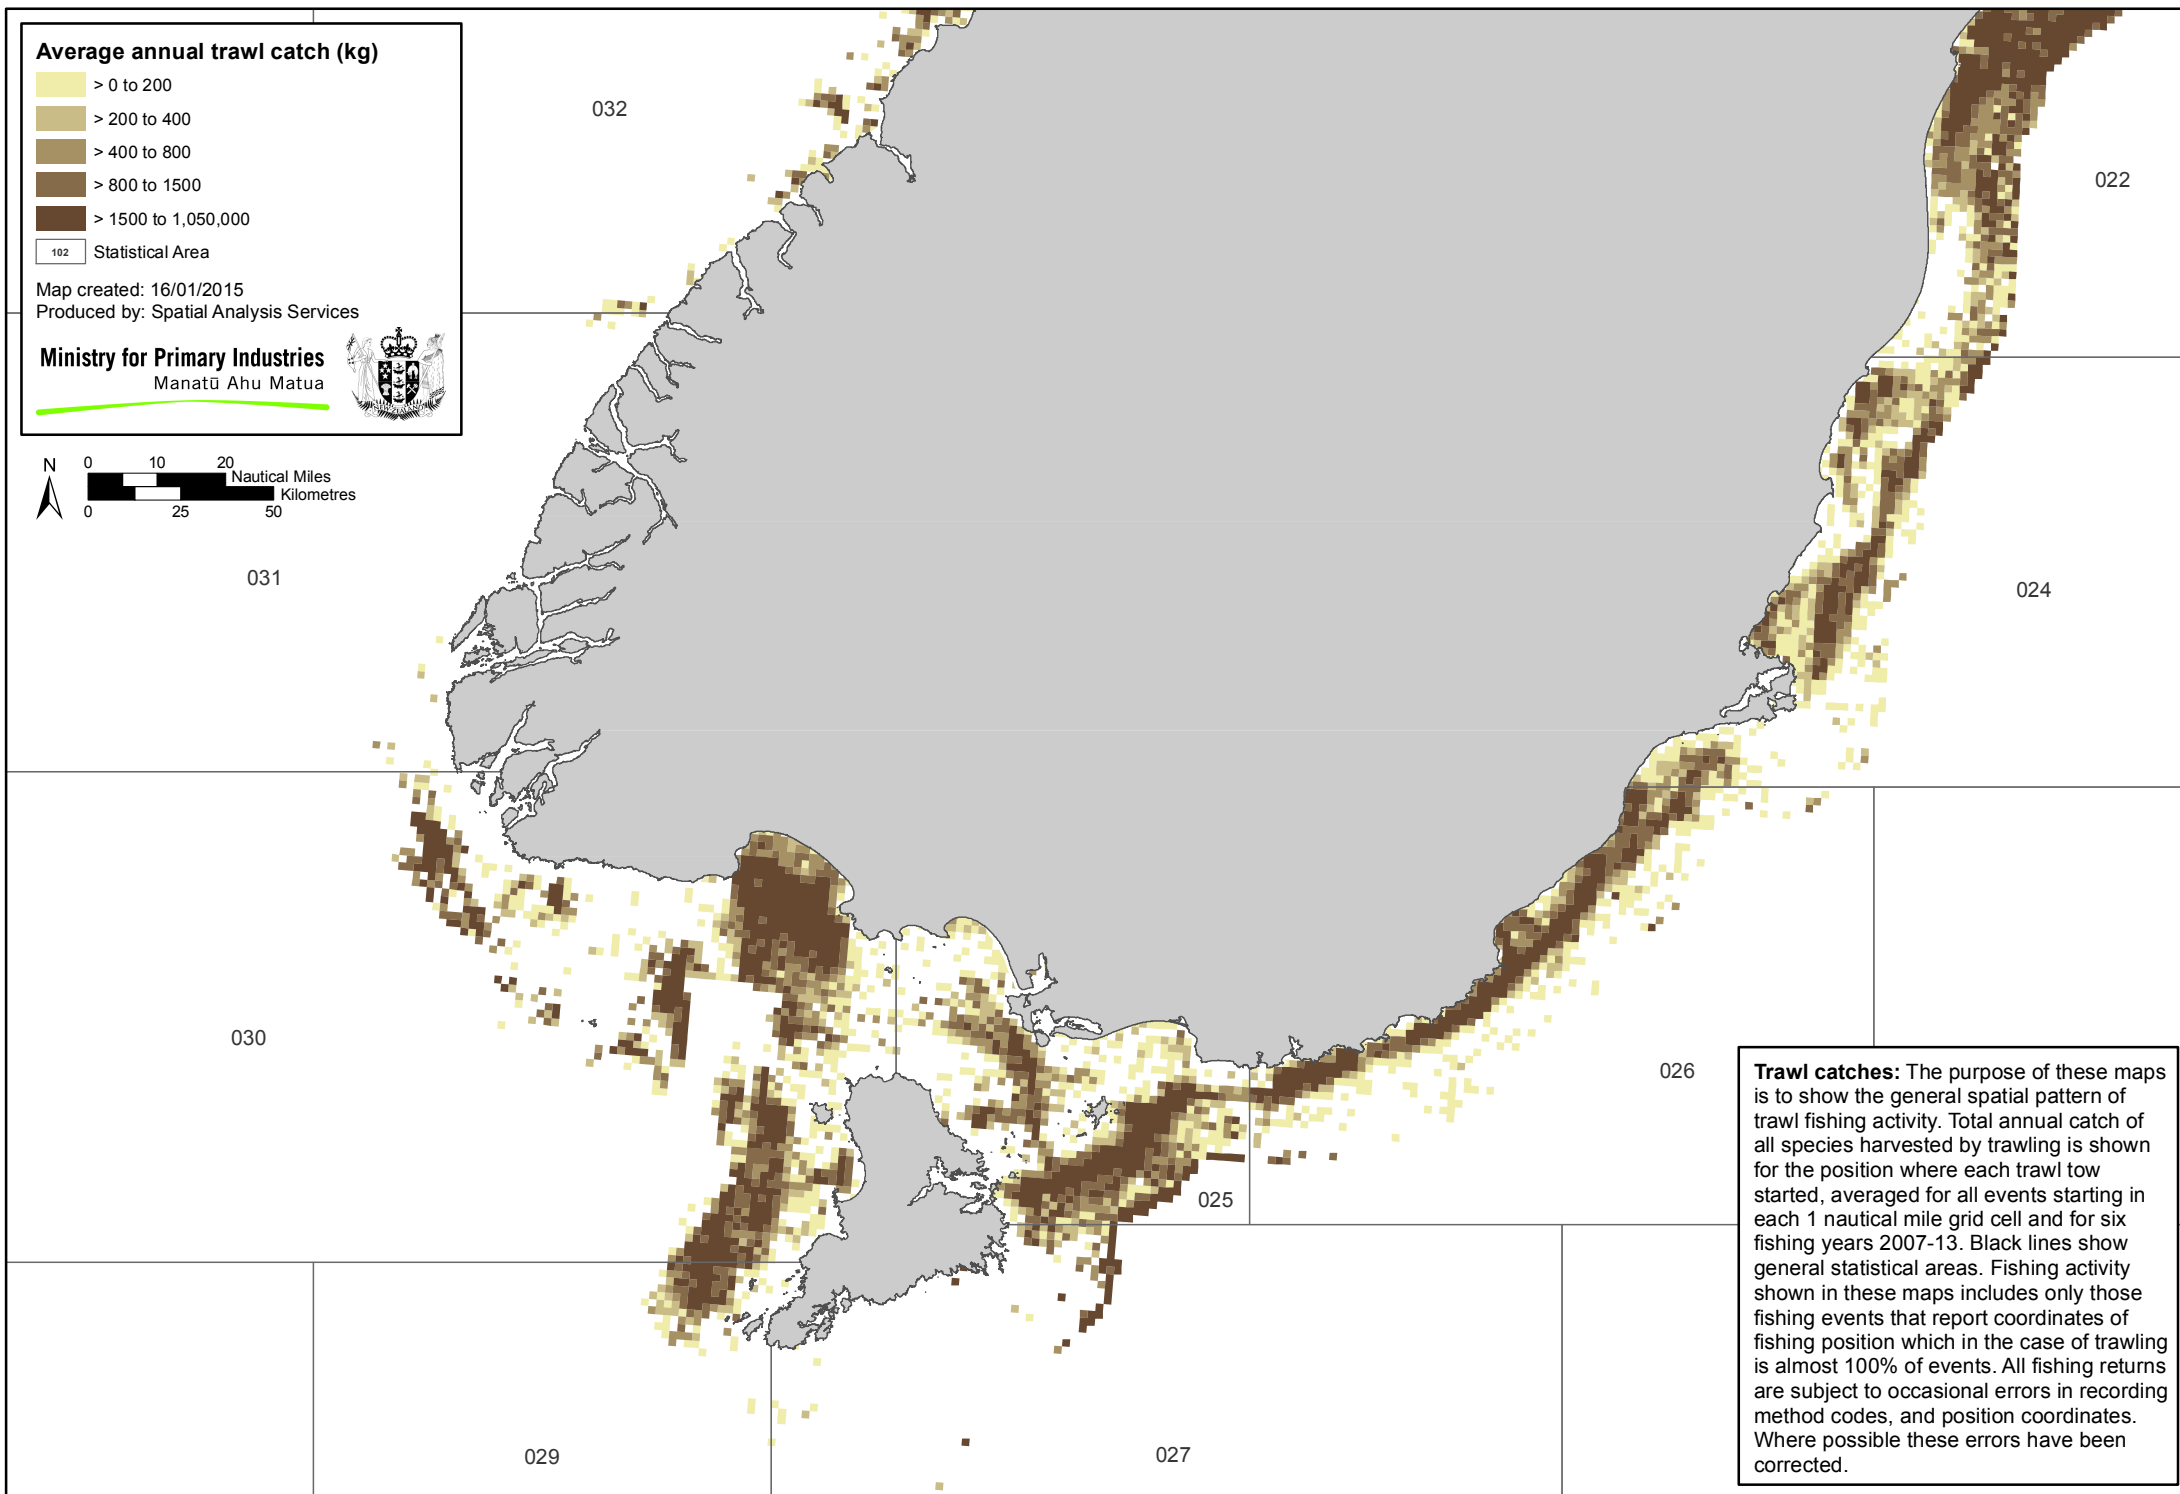 Average annual trawl catch (kg)
> 0 to 200
> 200 to 400
> 400 to 800
> 800 to 1500
> 1500 to 1,050,000
102 Statistical Area
Map created: 16/01/2015
Produced by: Spatial Analysis Services
Ministry for Primary Industries
Manatū Ahu Matua
NEW ZEALAND
N
0 10 20
Nautical Miles
Kilometres
0 25 50
032
022
031
024
030
026
025
029
027
Trawl catches: The purpose of these maps
is to show the general spatial pattern of
trawl fishing activity. Total annual catch of
all species harvested by trawling is shown
for the position where each trawl tow
started, averaged for all events starting in
each 1 nautical mile grid cell and for six
fishing years 2007-13. Black lines show
general statistical areas. Fishing activity
shown in these maps includes only those
fishing events that report coordinates of
fishing position which in the case of trawling
is almost 100% of events. All fishing returns
are subject to occasional errors in recording
method codes, and position coordinates.
Where possible these errors have been
corrected.